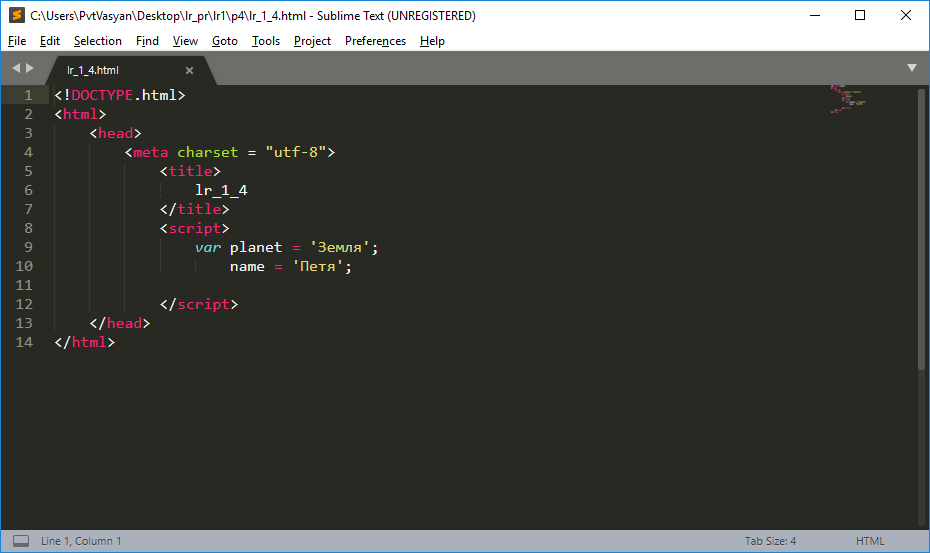 C:\Users\PvtVasyan\Desktop\lr_pr\lr1\p4\lr_1_4.html - Sublime Text (UNREGISTERED)
File Edit Selection Find View Goto Tools Project Preferences Help
lr_1_4.html ×
1 <!DOCTYPE.html>
2 <html>
3 <head>
4 <meta charset = "utf-8">
5 <title>
6 lr_1_4
7 </title>
8 <script>
9 var planet = 'Земля';
10 name = 'Петя';
11
12 </script>
13 </head>
14 </html>
Line 1, Column 1 Tab Size: 4 HTML